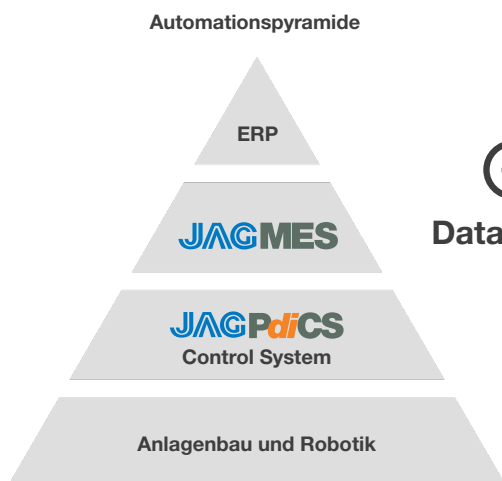 Automationspyramide
ERP
JAGMES
Data
JAGPdiCS
Control System
Anlagenbau und Robotik